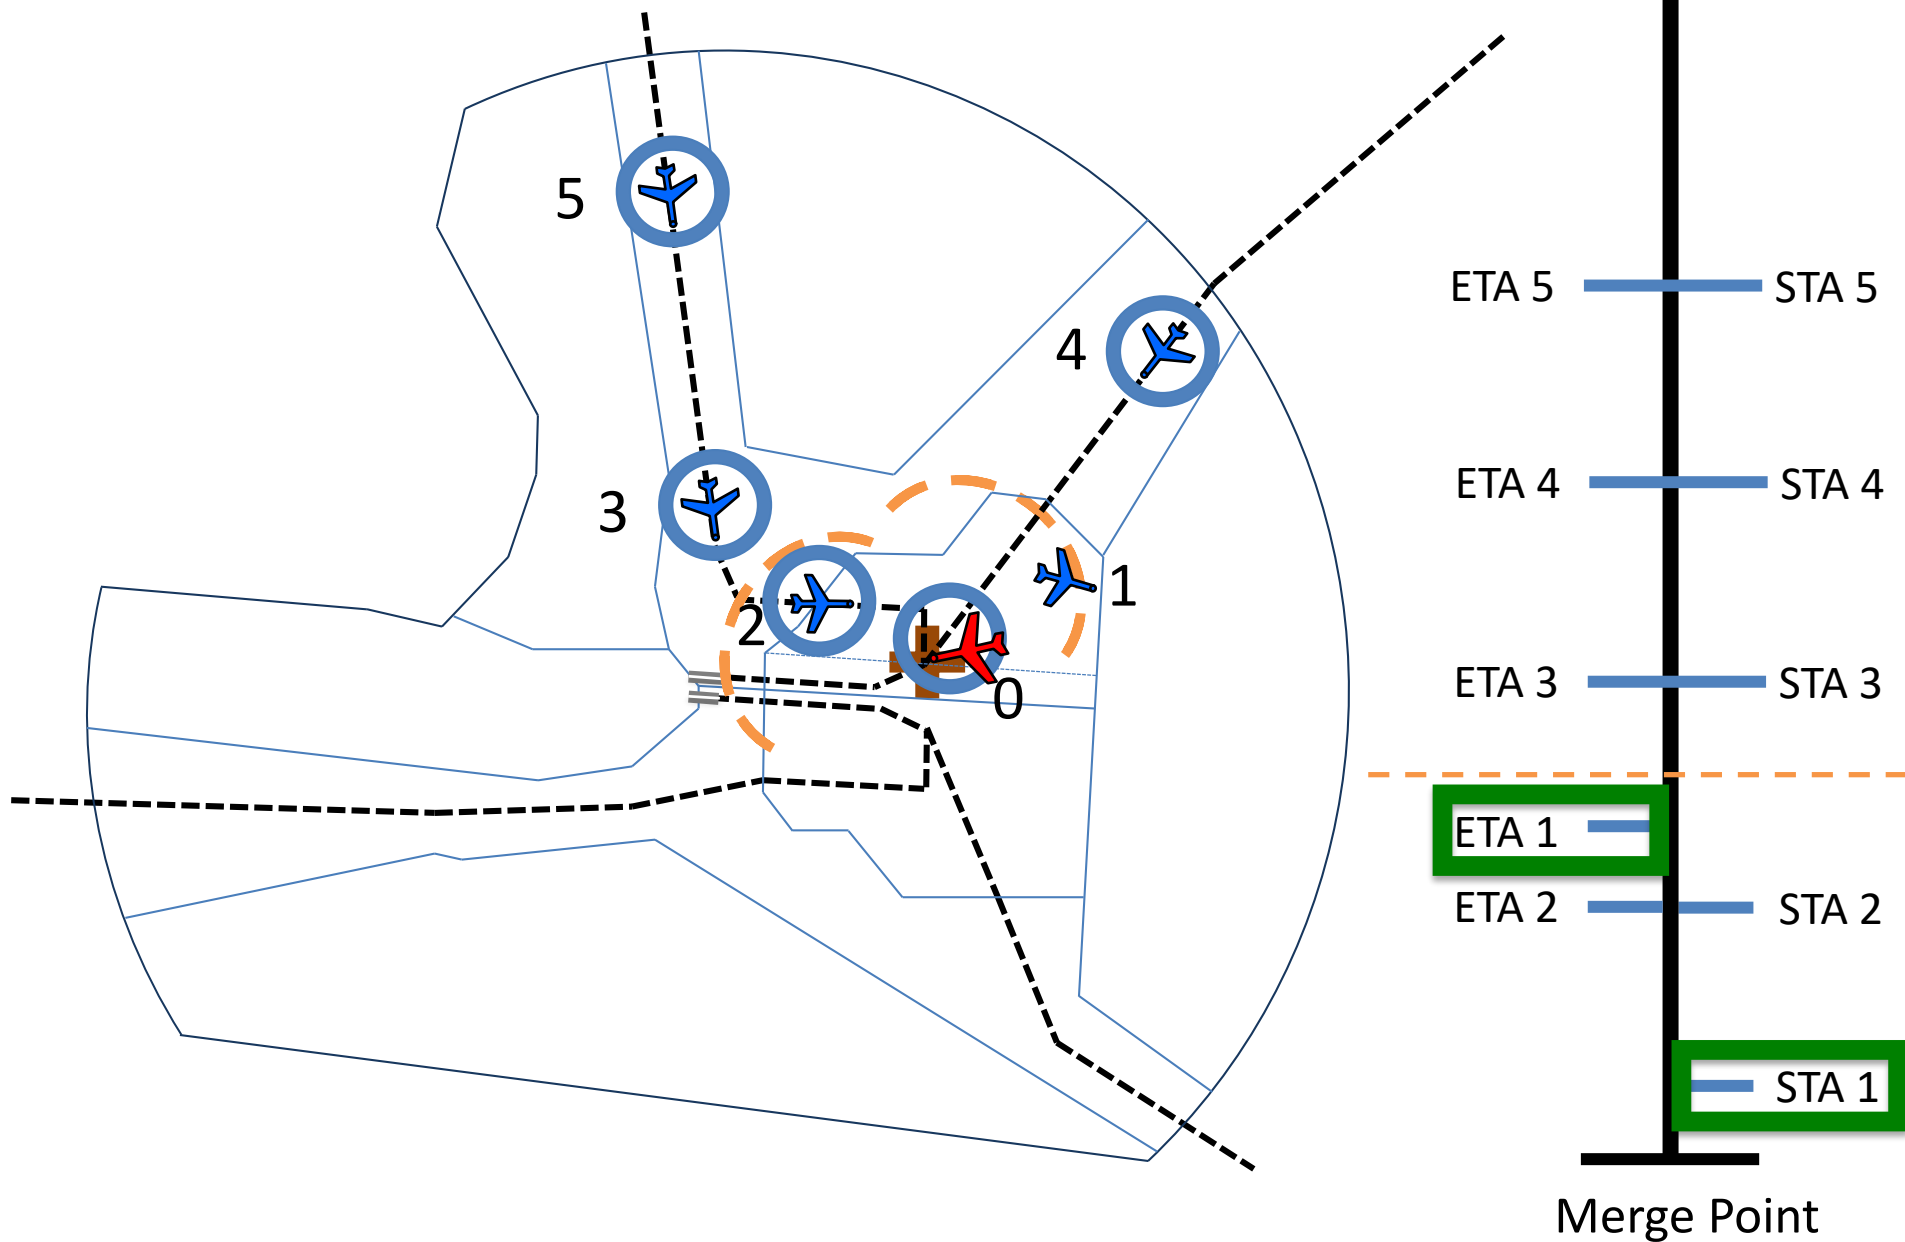 5
4
3
2
1
0
ETA 5 STA 5
ETA 4 STA 4
ETA 3 STA 3
ETA 1
ETA 2 STA 2
STA 1
Merge Point